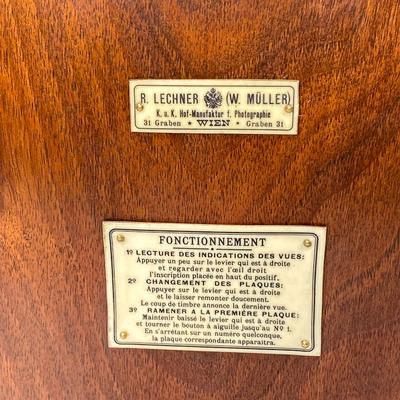 R. LECHNER (W. MÜLLER)
K. u. K. Hof-Manufaktur f. Photographie
31 Graben ★ WIEN ★ Graben 31
FONCTIONNEMENT
1º LECTURE DES INDICATIONS DES VUES:
Appuyer un peu sur le levier qui est à droite
et regarder avec l'œil droit
l'inscription placée en haut du positif.
2º CHANGEMENT DES PLAQUES:
Appuyer sur le levier qui est à droite
et le laisser remonter doucement.
Le coup de timbre annonce la dernière vue.
3º RAMENER A LA PREMIÈRE PLAQUE:
Maintenir baissé le levier qui est à droite
et tourner le bouton à aiguille jusqu'au Nº 1.
En s'arrêtant sur un numéro quelconque,
la plaque correspondante apparaîtra.